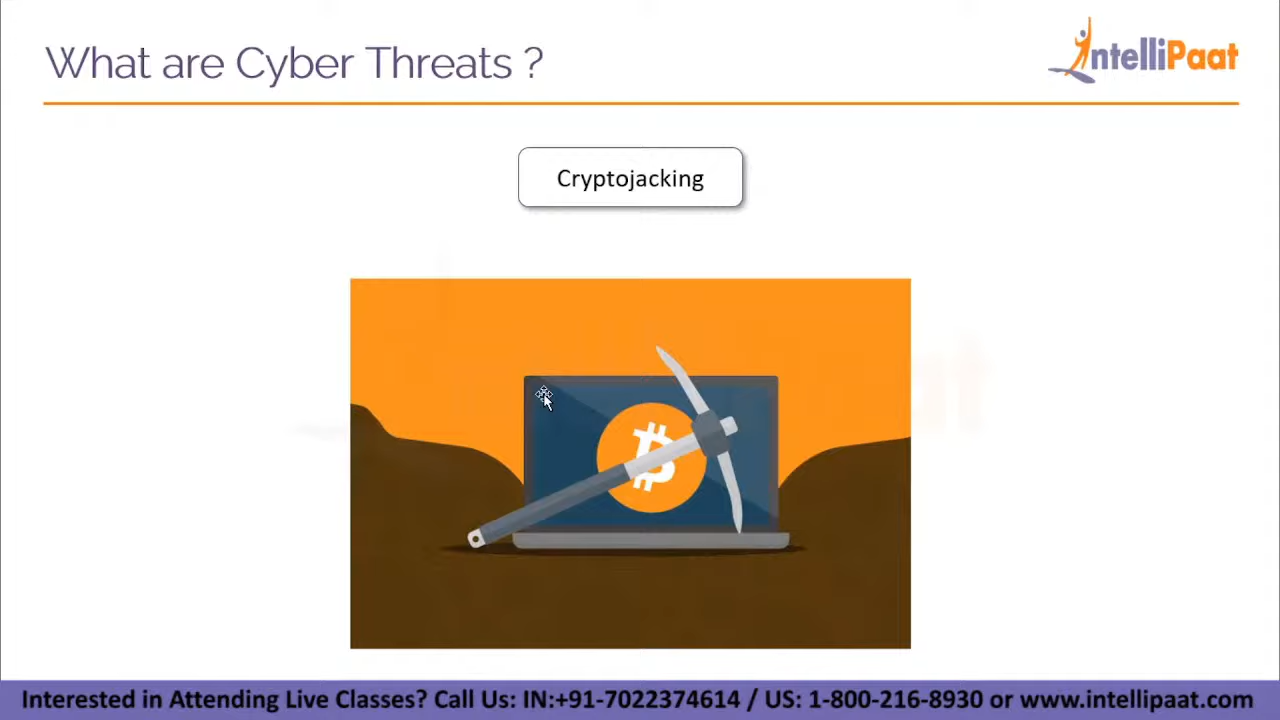 What are Cyber Threats ?
IntelliPaat
Cryptojacking
Interested in Attending Live Classes? Call Us: IN:+91-7022374614 / US: 1-800-216-8930 or www.intellipaat.com